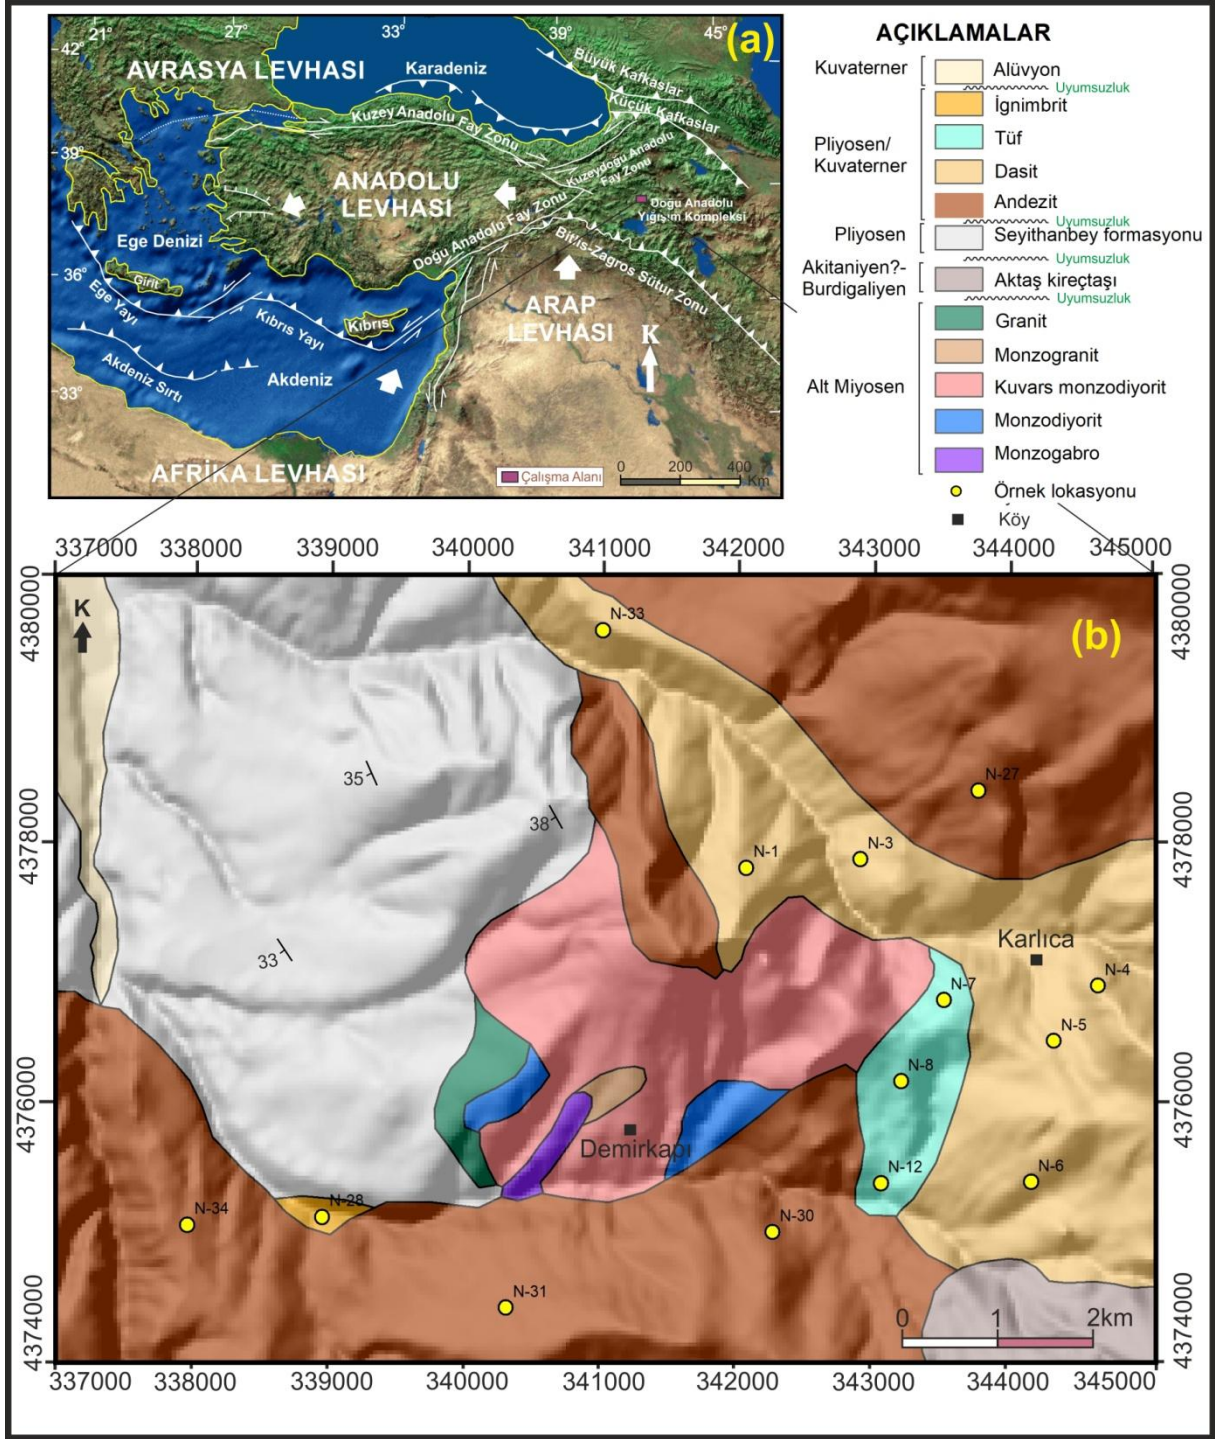 (a)
21°
27°
33°
39°
45°
42°
39°
36°
33°
AVRASYA LEVHASI
Karadeniz
Büyük Kafkaslar
Küçük Kafkaslar
Kuzey Anadolu Fay Zonu
Kuzeydoğu Anadolu
Fay Zonu
ANADOLU
LEVHASI
Doğu Anadolu
Yığışım Kompleksi
Doğu Anadolu Fay Zonu
Bitlis-Zagros Sütur Zonu
Ege Denizi
Girit
Ege Yayı
Kıbrıs Yayı
Kıbrıs
ARAP
LEVHASI
K
Akdeniz Sırtı
Akdeniz
AFRİKA LEVHASI
Çalışma Alanı
0 200 400
Km
AÇIKLAMALAR
Kuvaterner
Alüvyon
Uyumsuzluk
Pliyosen/
Kuvaterner
İgnimbrit
Tüf
Dasit
Andezit
Uyumsuzluk
Pliyosen
Seyithanbey formasyonu
Uyumsuzluk
Akitaniyen?-
Burdigaliyen
Aktaş kireçtaşı
Uyumsuzluk
Alt Miyosen
Granit
Monzogranit
Kuvars monzodiyorit
Monzodiyorit
Monzogabro
Örnek lokasyonu
Köy
337000 338000 339000 340000 341000 342000 343000 344000 345000
4380000
4378000
4376000
4374000
4380000
4378000
4376000
4374000
K
(b)
N-33
N-27
35
38
N-1
N-3
33
Karlıca
N-4
N-7
N-5
N-8
Demirkapı
N-12
N-6
N-34
N-28
N-30
N-31
0 1 2km
337000 338000 339000 340000 341000 342000 343000 344000 345000